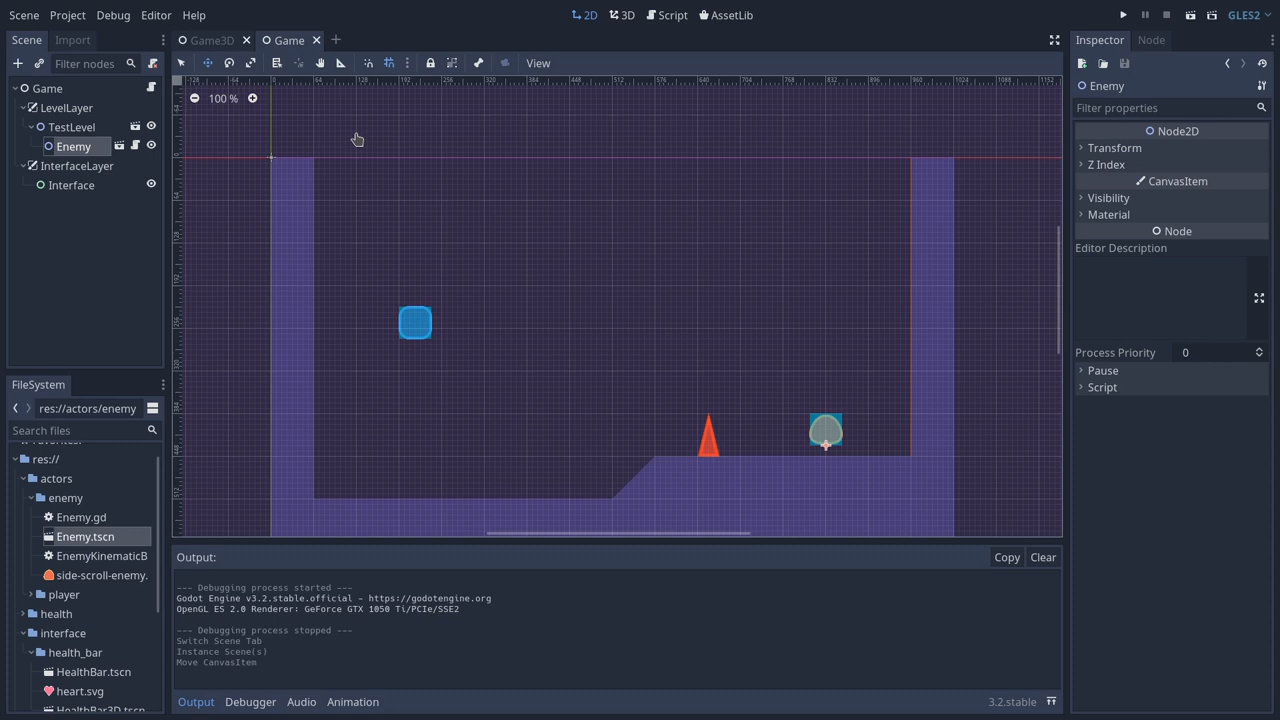 Scene Project Debug Editor Help
2D 3D Script AssetLib
GLES2
Scene Import
Game3D Game
Inspector Node
Filter nodes
View
Enemy
Filter properties
Game
LevelLayer
TestLevel
Enemy
InterfaceLayer
Interface
100 %
Node2D
Transform
Z Index
CanvasItem
Visibility
Material
Node
Editor Description
Process Priority 0
Pause
Script
FileSystem
res://actors/enemy
Search files
res://
actors
enemy
Enemy.gd
Enemy.tscn
EnemyKinematicB
side-scroll-enemy.
player
health
interface
health_bar
HealthBar.tscn
heart.svg
HealthBar3D.tscn
Output: Copy Clear
--- Debugging process started ---
Godot Engine v3.2.stable.official - https://godotengine.org
OpenGL ES 2.0 Renderer: GeForce GTX 1050 Ti/PCIe/SSE2
--- Debugging process stopped ---
Switch Scene Tab
Instance Scene(s)
Move CanvasItem
Output Debugger Audio Animation
3.2.stable